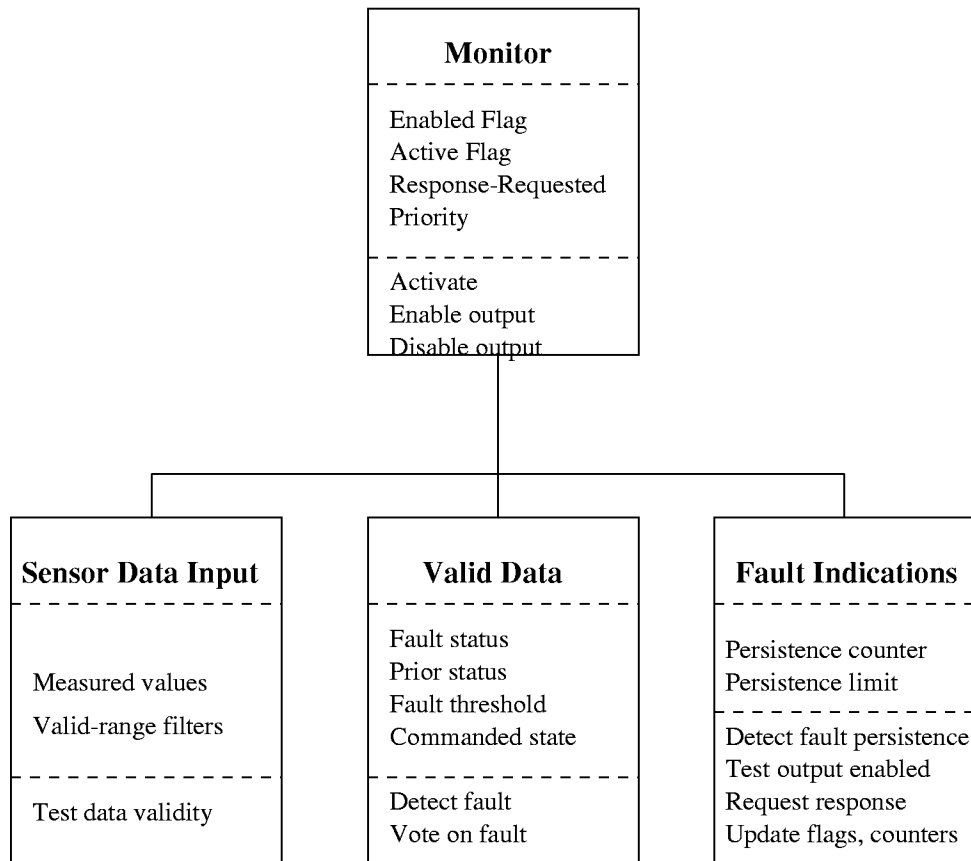 Monitor
Enabled Flag
Active Flag
Response-Requested
Priority
Activate
Enable output
Disable output
Sensor Data Input
Measured values
Valid-range filters
Test data validity
Valid Data
Fault status
Prior status
Fault threshold
Commanded state
Detect fault
Vote on fault
Fault Indications
Persistence counter
Persistence limit
Detect fault persistence
Test output enabled
Request response
Update flags, counters